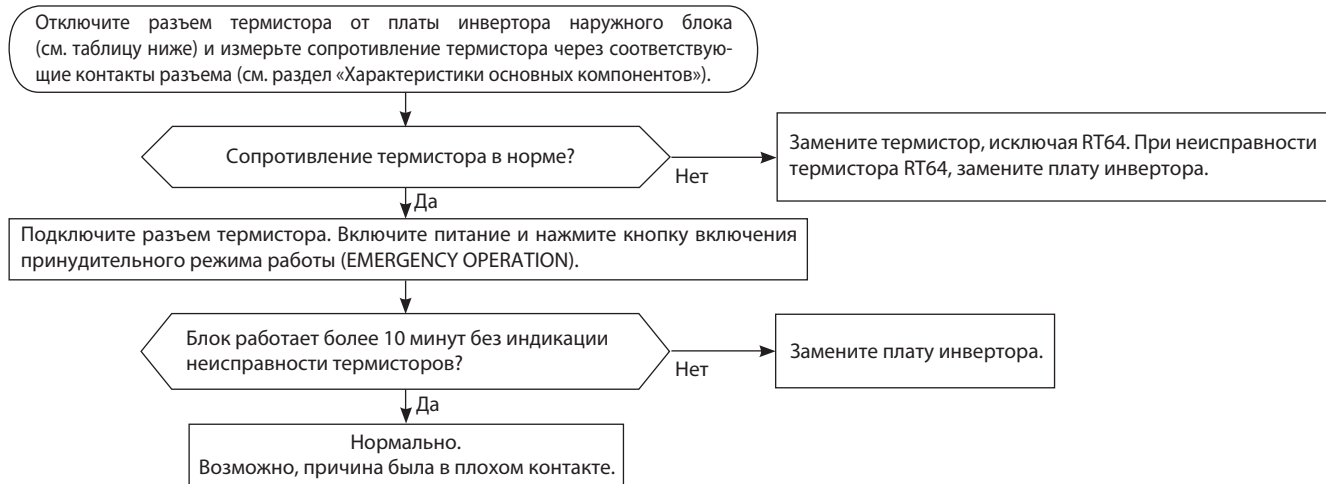 Отключите разъем термистора от платы инвертора наружного блока
(см. таблицу ниже) и измерьте сопротивление термистора через соответствую-
щие контакты разъема (см. раздел «Характеристики основных компонентов»).
Сопротивление термистора в норме?
Нет
Замените термистор, исключая RT64. При неисправности
термистора RT64, замените плату инвертора.
Да
Подключите разъем термистора. Включите питание и нажмите кнопку включения
принудительного режима работы (EMERGENCY OPERATION).
Блок работает более 10 минут без индикации
неисправности термисторов?
Нет
Замените плату инвертора.
Да
Нормально.
Возможно, причина была в плохом контакте.